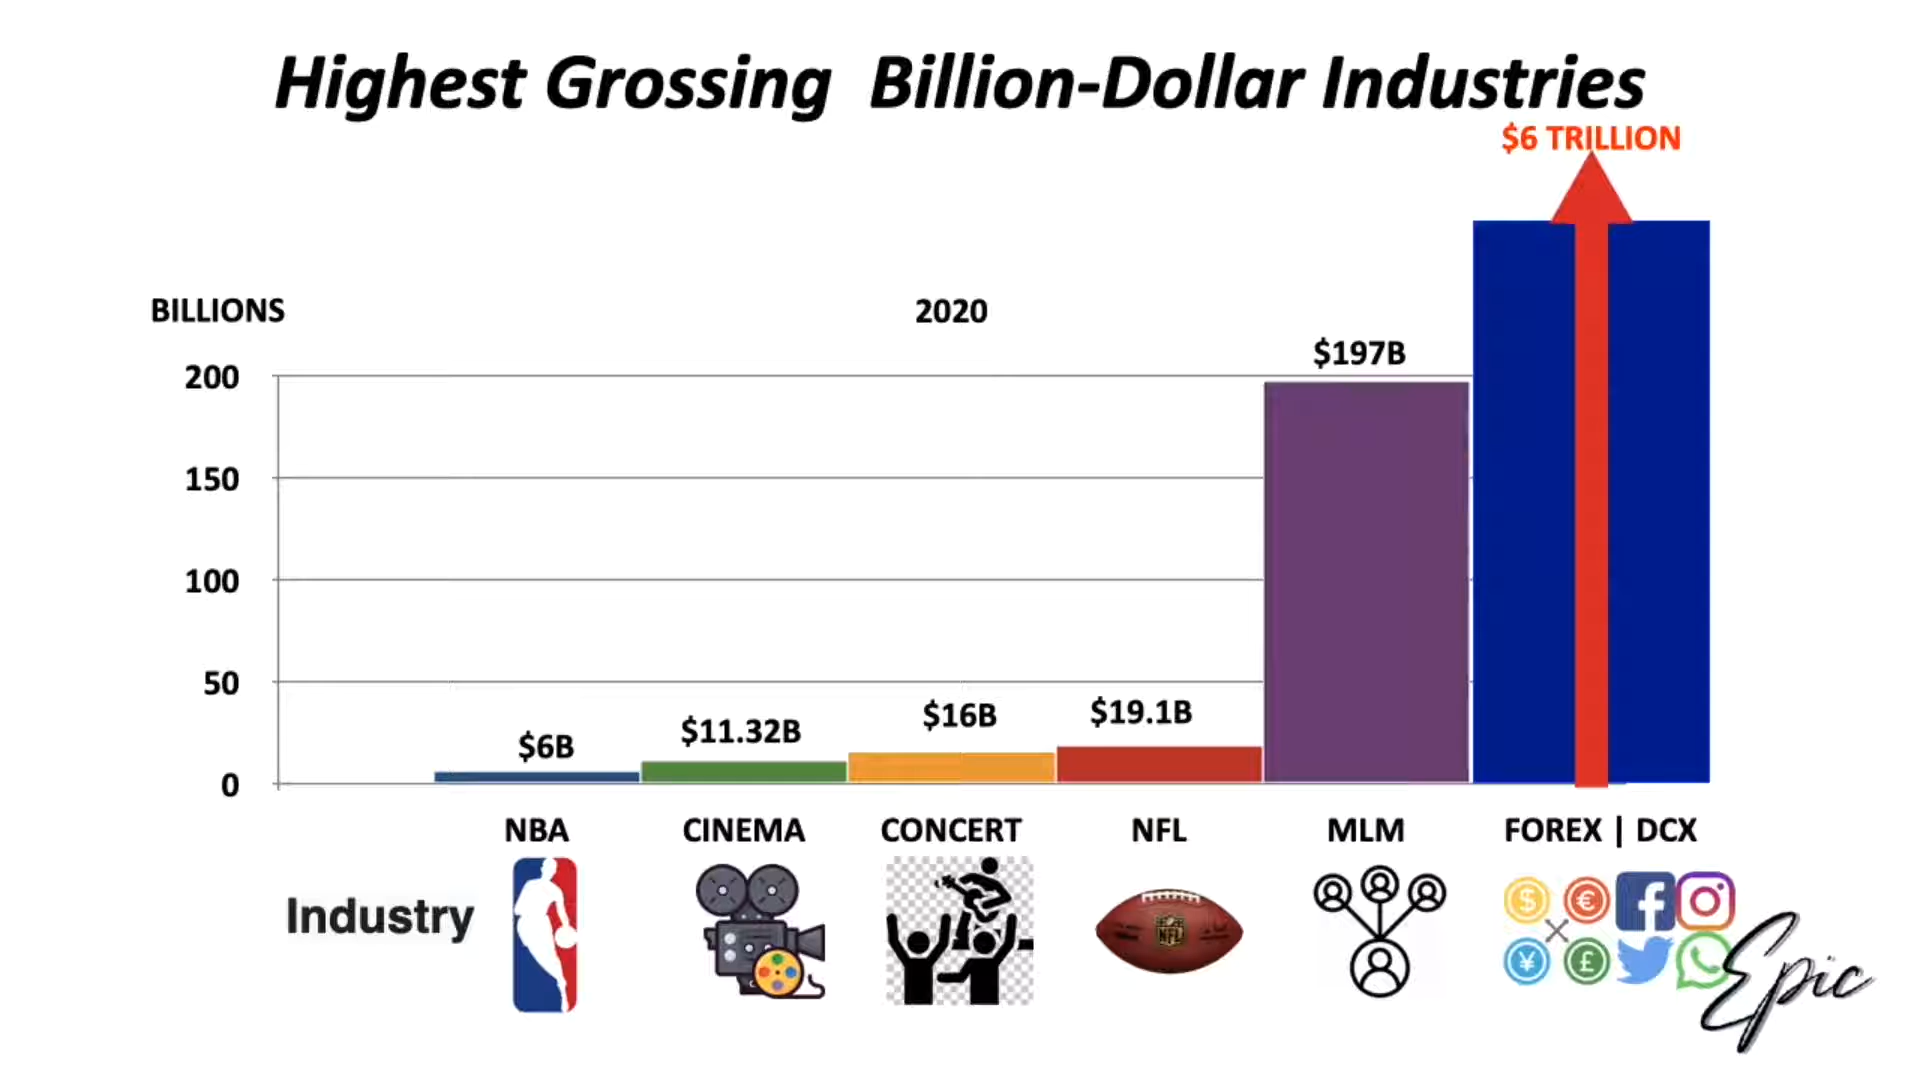 Highest Grossing Billion-Dollar Industries
$6 TRILLION
BILLIONS
2020
$197B
200
150
100
50
$6B
$11.32B
$16B
$19.1B
0
NBA
CINEMA
CONCERT
NFL
MLM
FOREX | DCX
Industry
NFL
$
€
¥
£
Epic